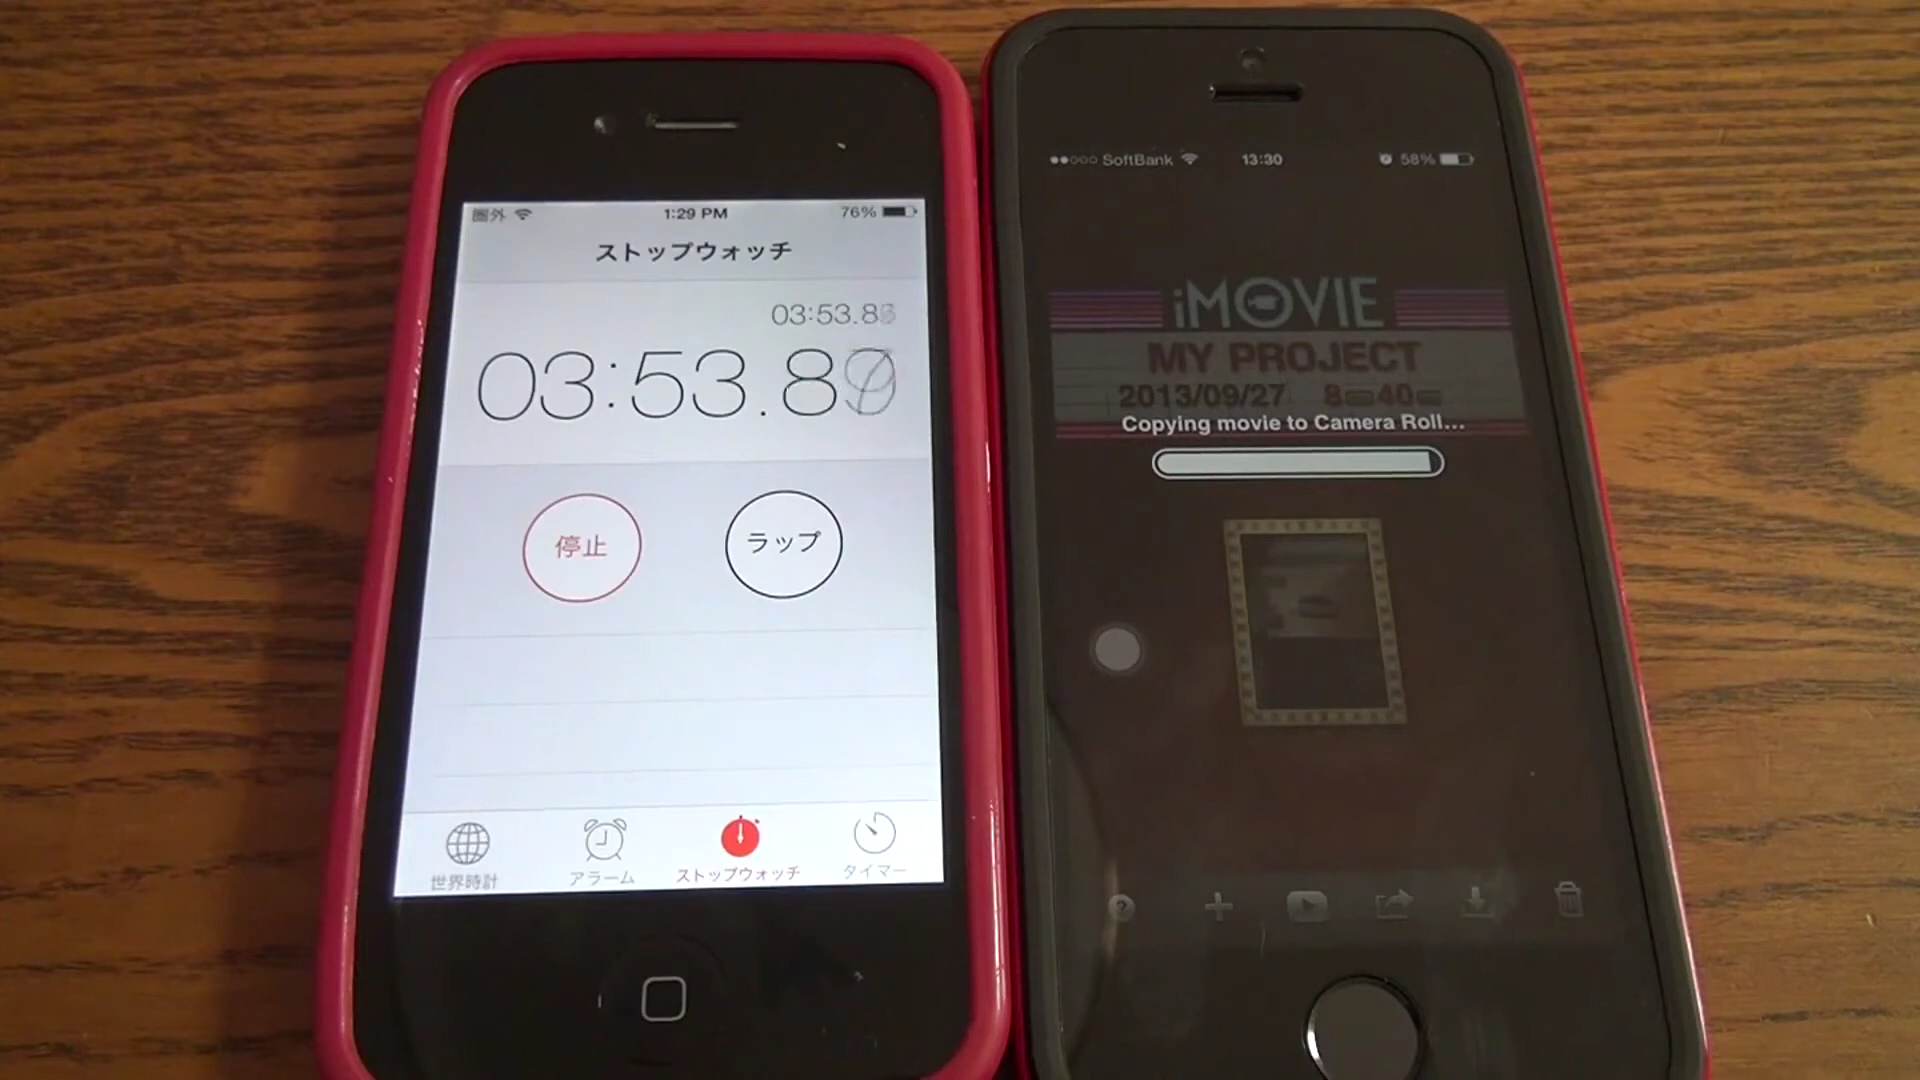 圏外 1:29 PM 76%
ストップウォッチ
03:53.8
03:53.8
停止 ラップ
世界時計 アラーム ストップウォッチ タイマー
SoftBank 13:30 58%
iMOVIE
MY PROJECT
2013/09/27 8 40
Copying movie to Camera Roll...
?